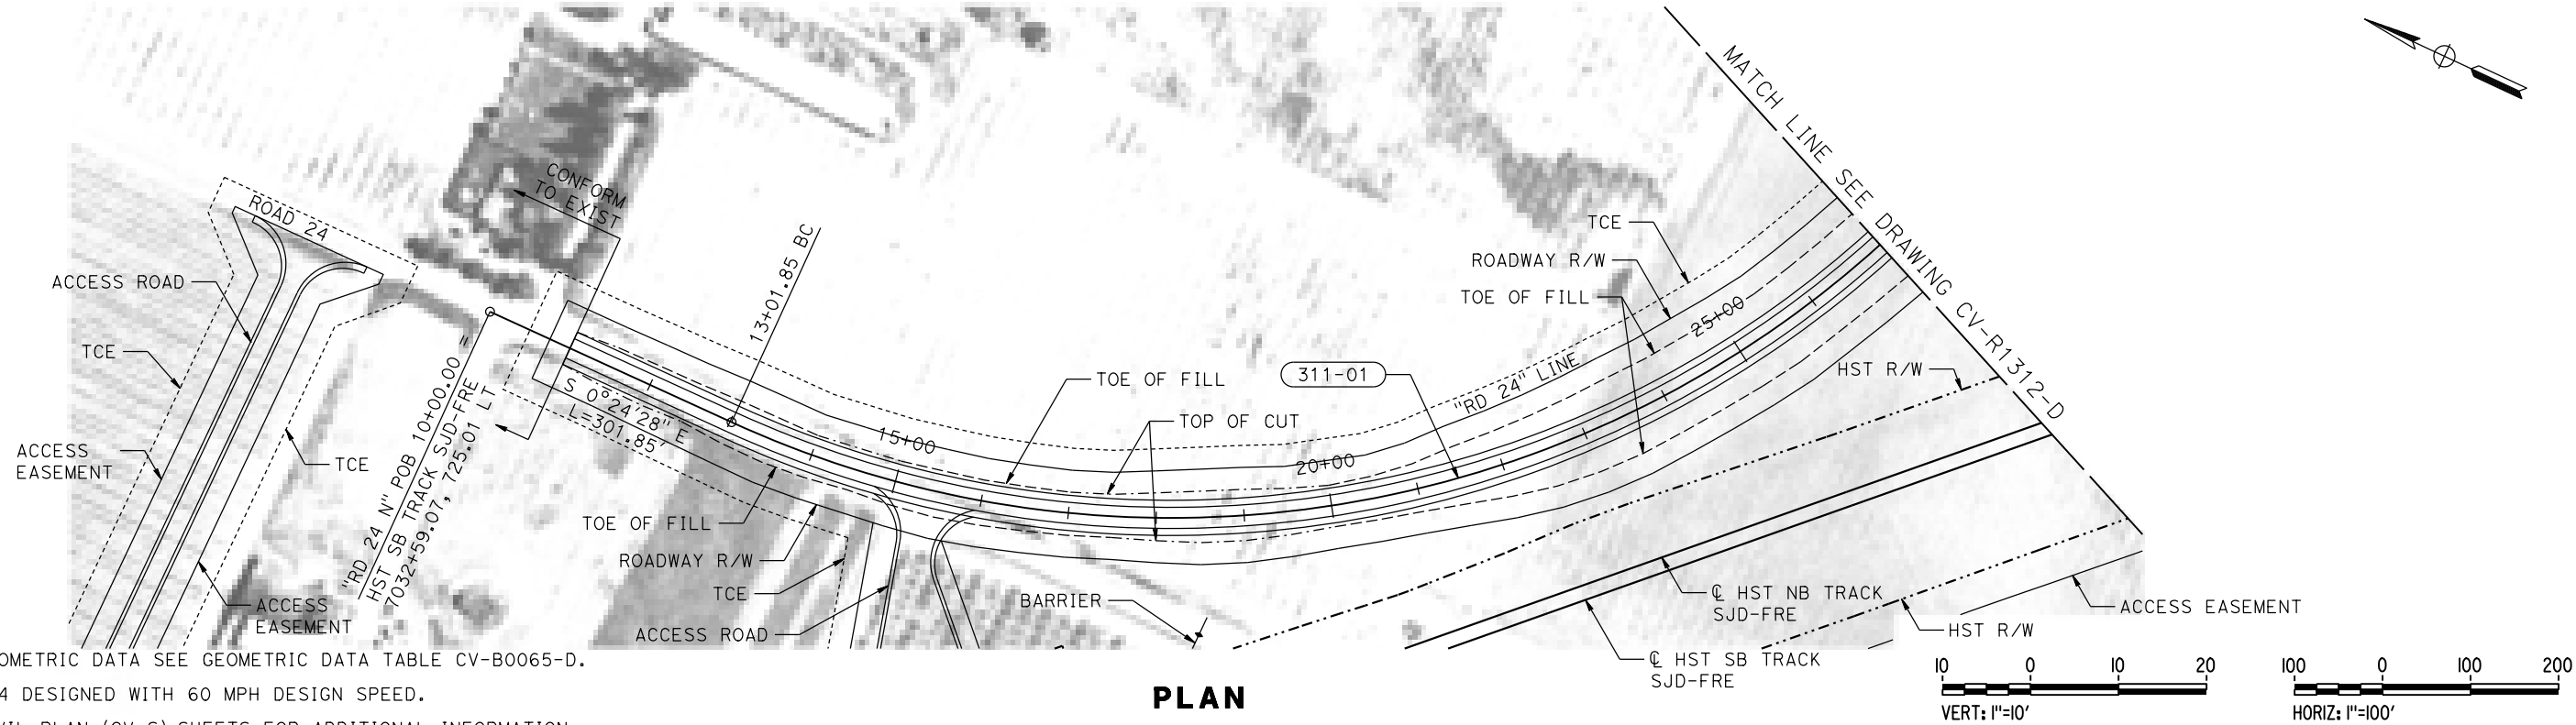 MATCH LINE SEE DRAWING CV-R1312-D
CONFORM
TO EXIST
ROAD 24
ACCESS ROAD
TCE
ACCESS
EASEMENT
TCE
ACCESS
EASEMENT
"RD 24 N" POB 10+00.00 =
HST SB TRACK SJD-FRE
7032+59.07, 725.01 LT
S 0°24'28" E
L=301.85'
13+01.85 BC
15+00
TOE OF FILL
TOP OF CUT
311-01
20+00
"RD 24" LINE
25+00
TCE
ROADWAY R/W
TOE OF FILL
HST R/W
TOE OF FILL
ROADWAY R/W
TCE
ACCESS ROAD
BARRIER
℄ HST NB TRACK
SJD-FRE
℄ HST SB TRACK
SJD-FRE
HST R/W
ACCESS EASEMENT
OMETRIC DATA SEE GEOMETRIC DATA TABLE CV-B0065-D.
4 DESIGNED WITH 60 MPH DESIGN SPEED.
PLAN
10 0 10 20
VERT: 1"=10'
100 0 100 200
HORIZ: 1"=100'